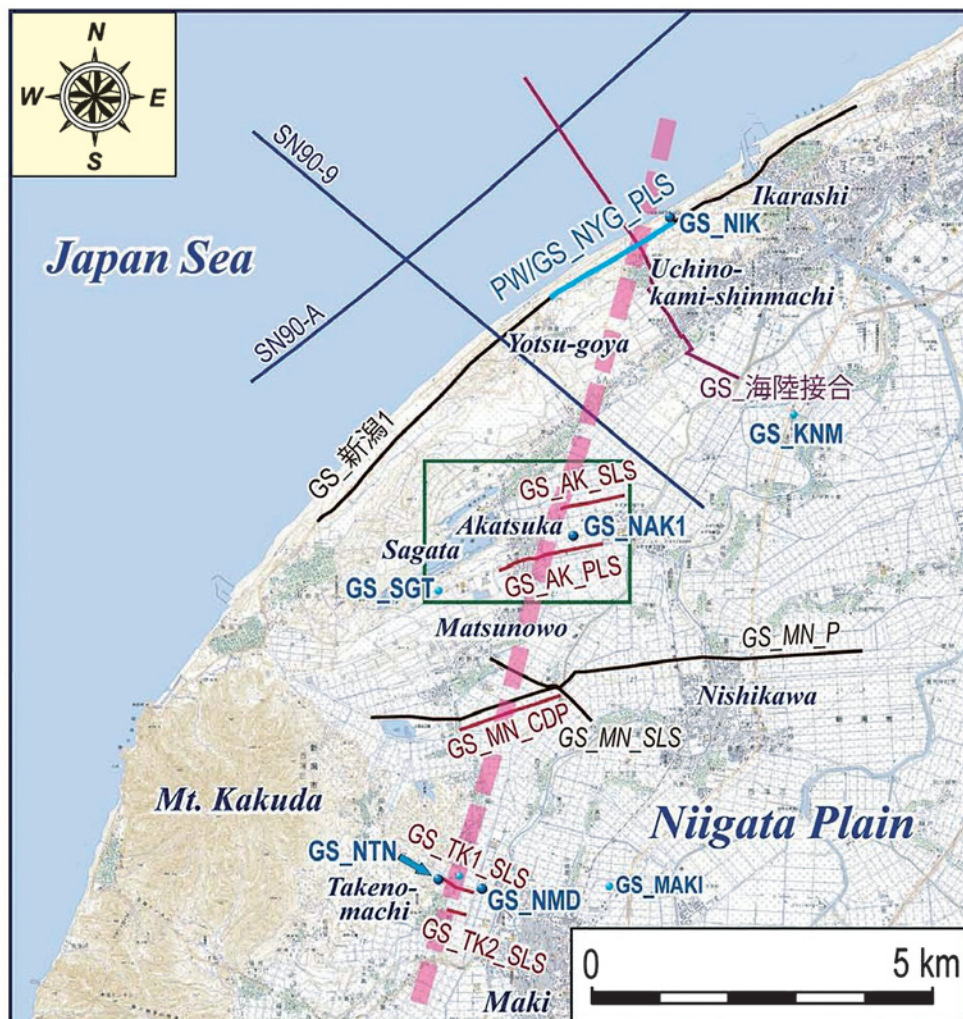 N
W
E
S
SN90-9
Japan Sea
SN90-A
PW/GS_NYG_PLS
Ikarashi
GS_NIK
Uchino-
kami-shinmachi
Yotsu-goya
GS_海陸接合
GS_新潟1
GS_KNM
GS_AK_SLS
Akatsuka
GS_NAK1
Sagata
GS_AK_PLS
GS_SGT
Matsunowo
GS_MN_P
Nishikawa
GS_MN_CDP
GS_MN_SLS
Mt. Kakuda
Niigata Plain
GS_NTN
GS_TK1_SLS
Takeno-
machi
GS_NMD
GS_MAKI
GS_TK2_SLS
Maki
0
5 km